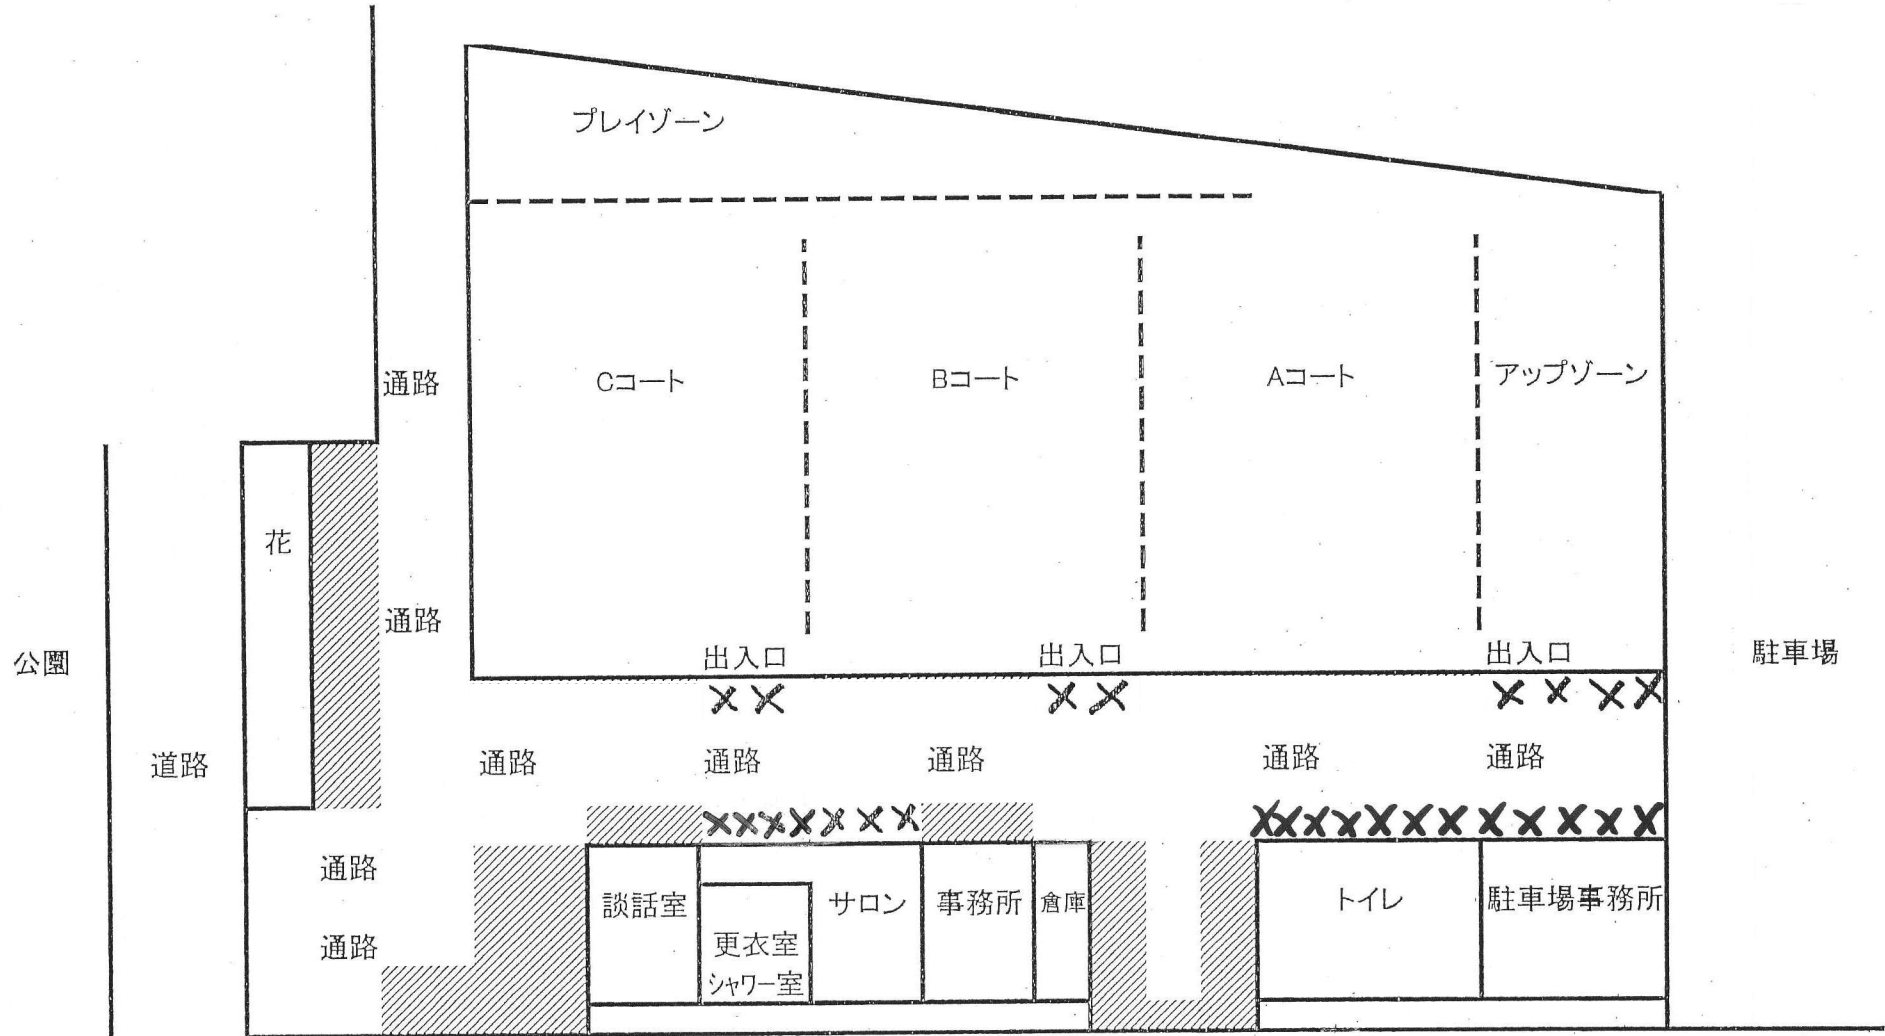 プレイゾーン
通路
Cコート
Bコート
Aコート
アップゾーン
花
通路
公園
出入口
出入口
出入口
駐車場
道路
通路
通路
通路
通路
通路
通路
談話室
サロン
事務所
倉庫
トイレ
駐車場事務所
通路
更衣室
シャワー室